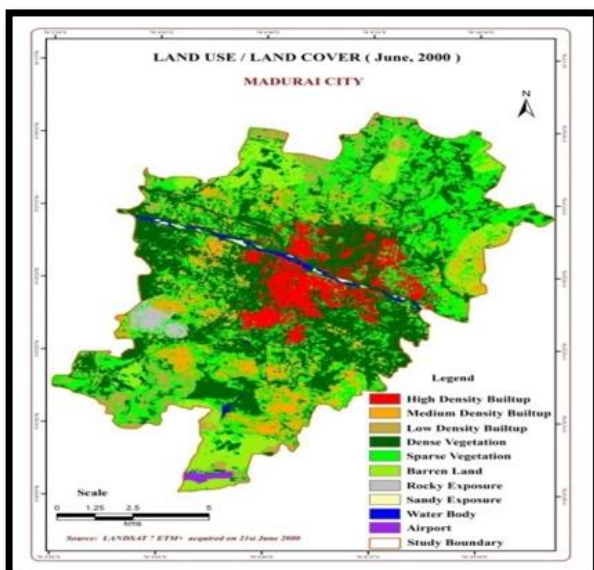 LAND USE / LAND COVER ( June, 2000 )
MADURAI CITY
N
Legend
High Density Builtup
Medium Density Builtup
Low Density Builtup
Dense Vegetation
Sparse Vegetation
Barren Land
Rocky Exposure
Sandy Exposure
Water Body
Airport
Study Boundary
Scale
0 1.25 2.5 5
kms
Source: LANDSAT 7 ETM+ acquired on 21st June 2000